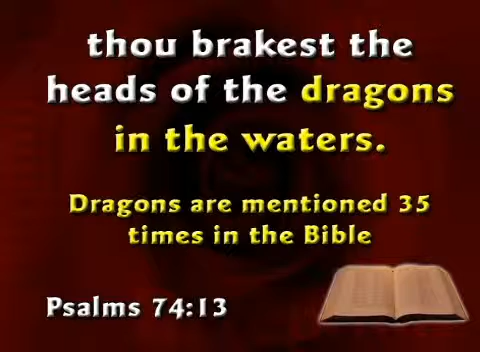 thou brakest the
heads of the dragons
in the waters.
Dragons are mentioned 35
times in the Bible
Psalms 74:13